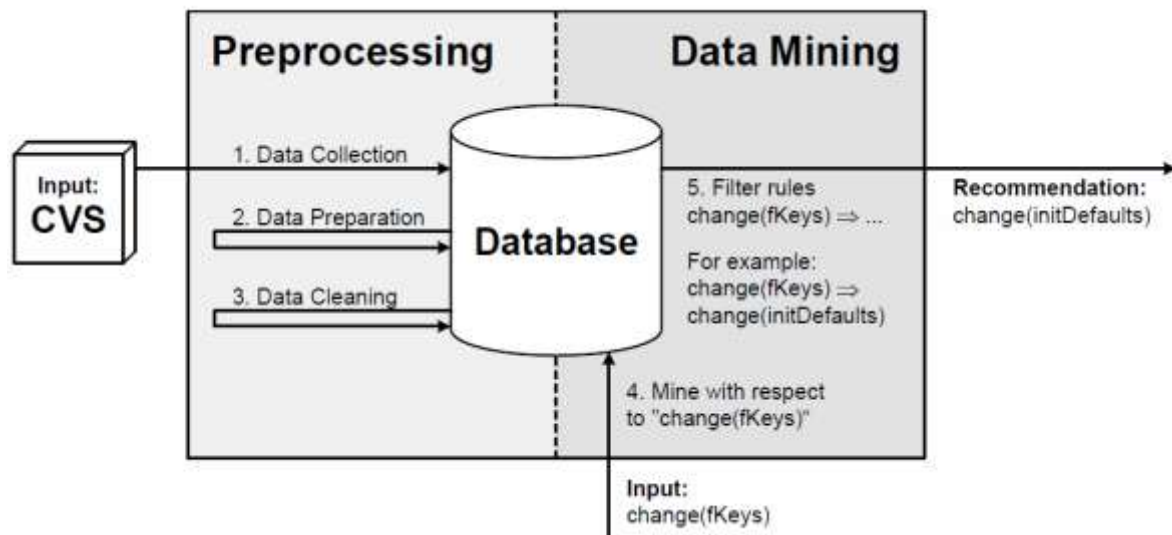 Preprocessing
Data Mining
Input:
CVS
1. Data Collection
2. Data Preparation
3. Data Cleaning
Database
5. Filter rules
change(fKeys) ⇒ ...
For example:
change(fKeys) ⇒
change(initDefaults)
Recommendation:
change(initDefaults)
4. Mine with respect
to "change(fKeys)"
Input:
change(fKeys)